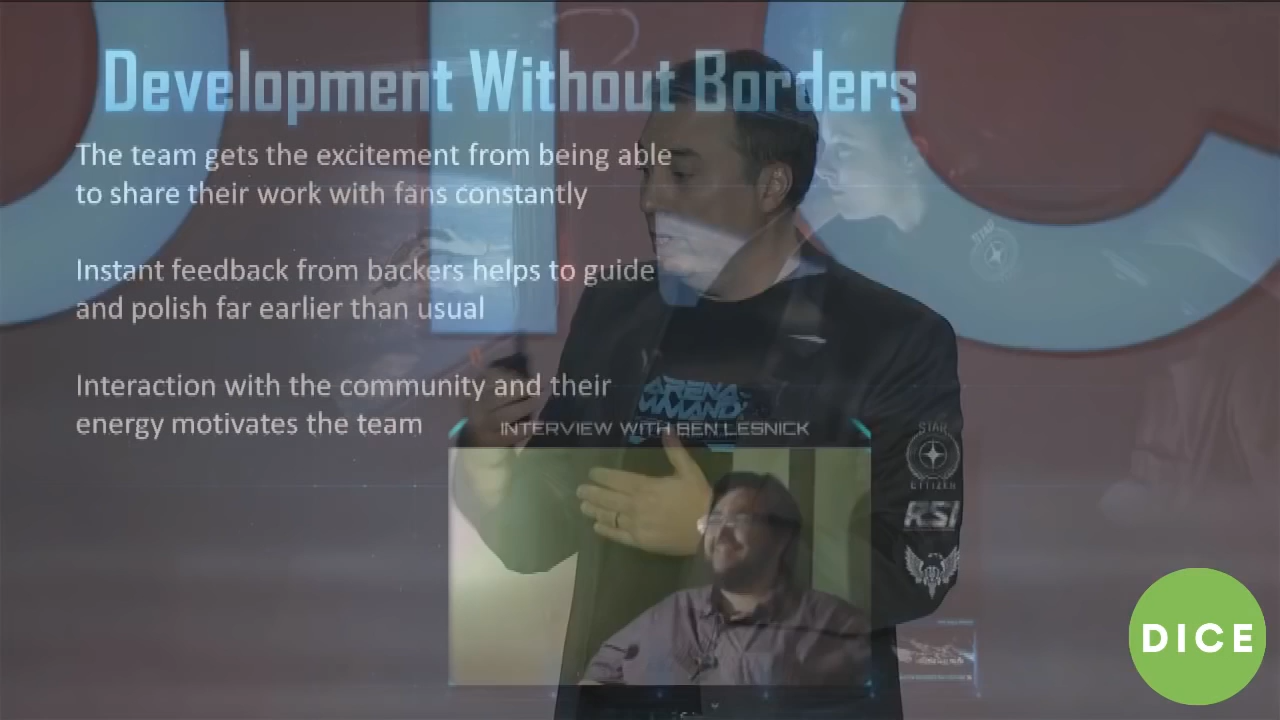 Development Without Borders
The team gets the excitement from being able
to share their work with fans constantly
Instant feedback from backers helps to guide
and polish far earlier than usual
Interaction with the community and their
energy motivates the team
INTERVIEW WITH BEN LESNICK
ARENA
STAR
CITIZEN
RSI
DICE